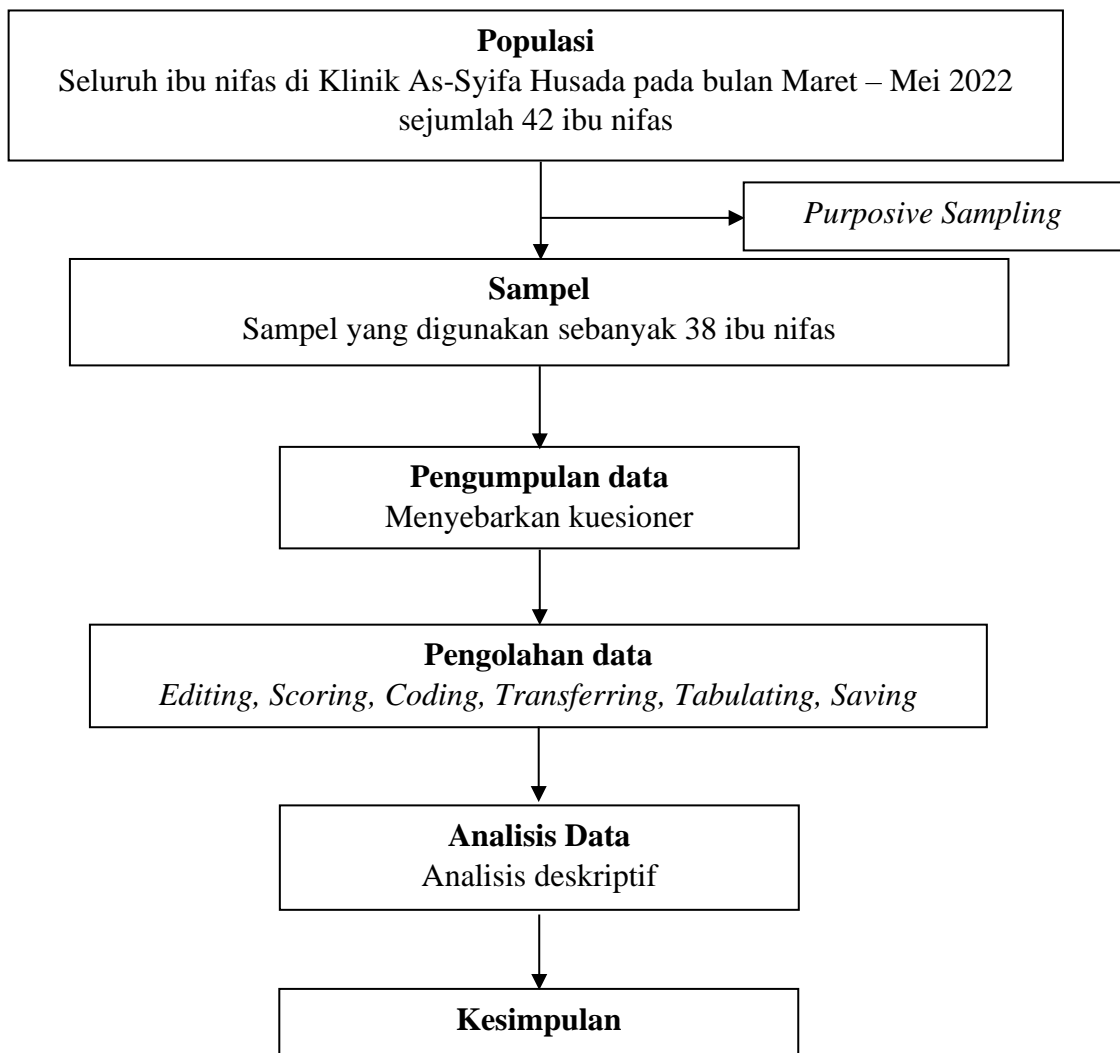 Populasi
Seluruh ibu nifas di Klinik As-Syifa Husada pada bulan Maret – Mei 2022
sejumlah 42 ibu nifas
Purposive Sampling
Sampel
Sampel yang digunakan sebanyak 38 ibu nifas
Pengumpulan data
Menyebarkan kuesioner
Pengolahan data
Editing, Scoring, Coding, Transferring, Tabulating, Saving
Analisis Data
Analisis deskriptif
Kesimpulan